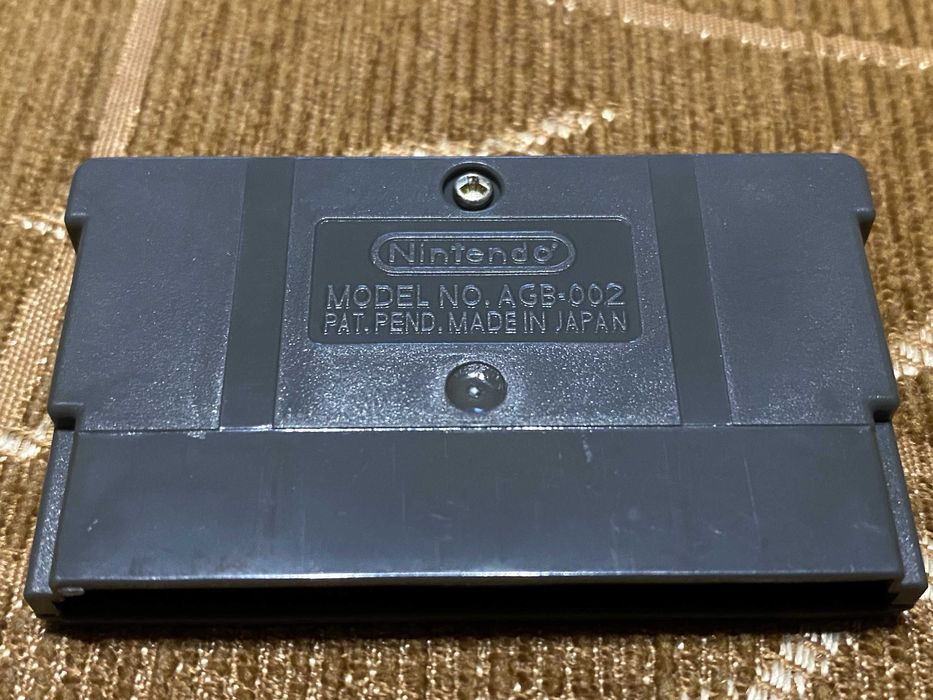 Nintendo®
MODEL NO. AGB-002
PAT. PEND. MADE IN JAPAN